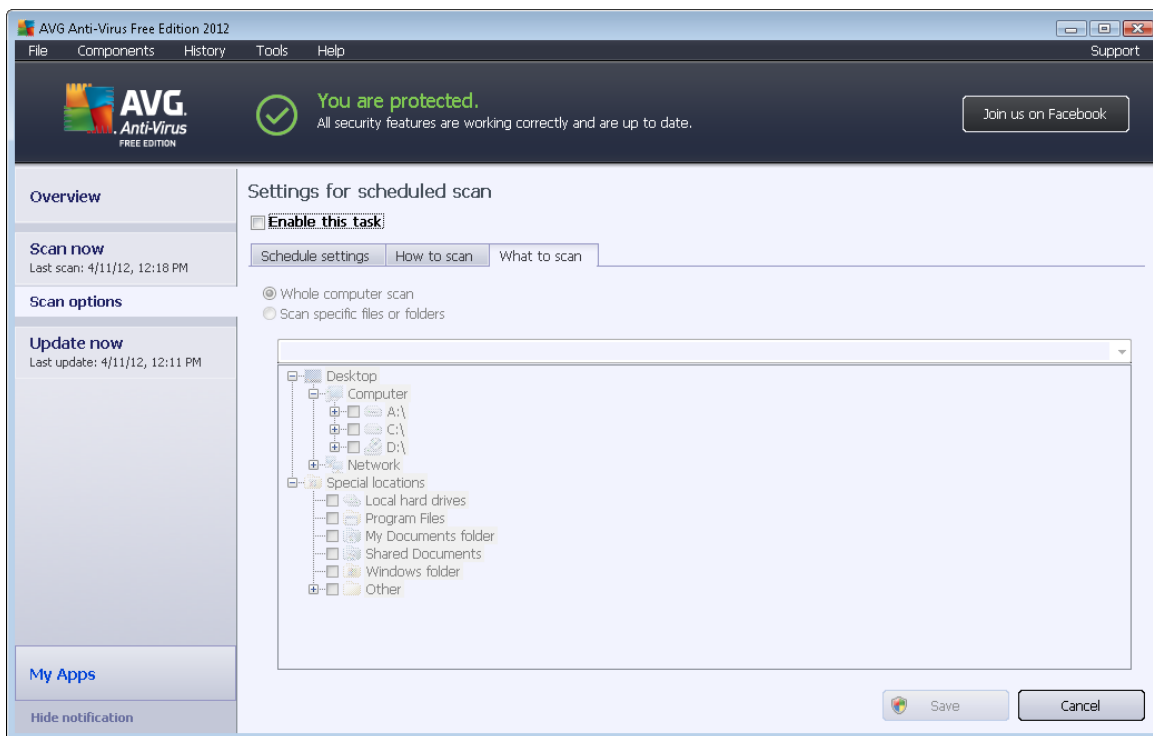 AVG Anti-Virus Free Edition 2012
File Components History Tools Help Support
AVG.
Anti-Virus
FREE EDITION
You are protected.
All security features are working correctly and are up to date.
Join us on Facebook
Overview
Scan now
Last scan: 4/11/12, 12:18 PM
Scan options
Update now
Last update: 4/11/12, 12:11 PM
My Apps
Hide notification
Settings for scheduled scan
Enable this task
Schedule settings How to scan What to scan
Whole computer scan
Scan specific files or folders
Desktop
Computer
A:\
C:\
D:\
Network
Special locations
Local hard drives
Program Files
My Documents folder
Shared Documents
Windows folder
Other
Save Cancel